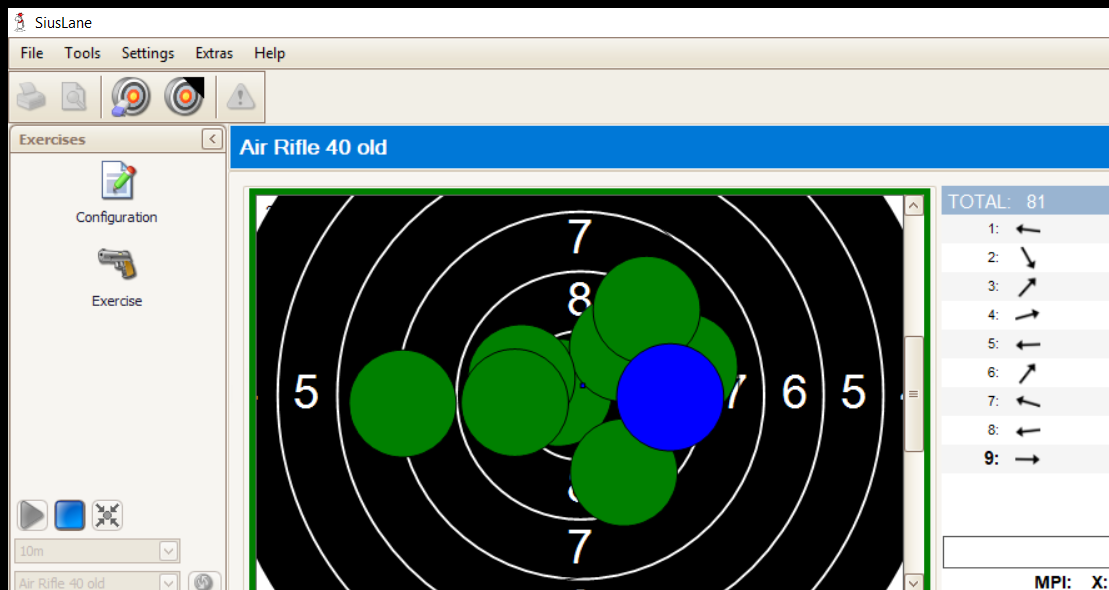 SiusLane
File Tools Settings Extras Help
Exercises
Air Rifle 40 old
Configuration
Exercise
10m
Air Rifle 40 old
7
8
5 7 6 5
7
TOTAL: 81
1:
2:
3:
4:
5:
6:
7:
8:
9:
MPI: X: